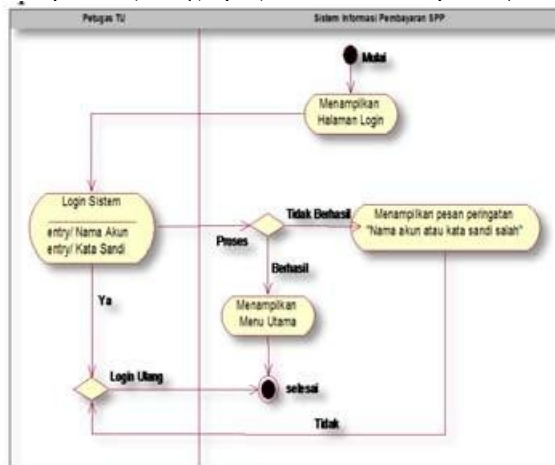 Petugas TU
Sistem Informasi Pembayaran SPP
Mulai
Menampilkan
Halaman Login
Login Sistem
entry/ Nama Akun
entry/ Kata Sandi
Proses
Tidak Berhasil
Menampilkan pesan peringatan
"Nama akun atau kata sandi salah"
Berhasil
Ya
Menampilkan
Menu Utama
Login Ulang
selesai
Tidak